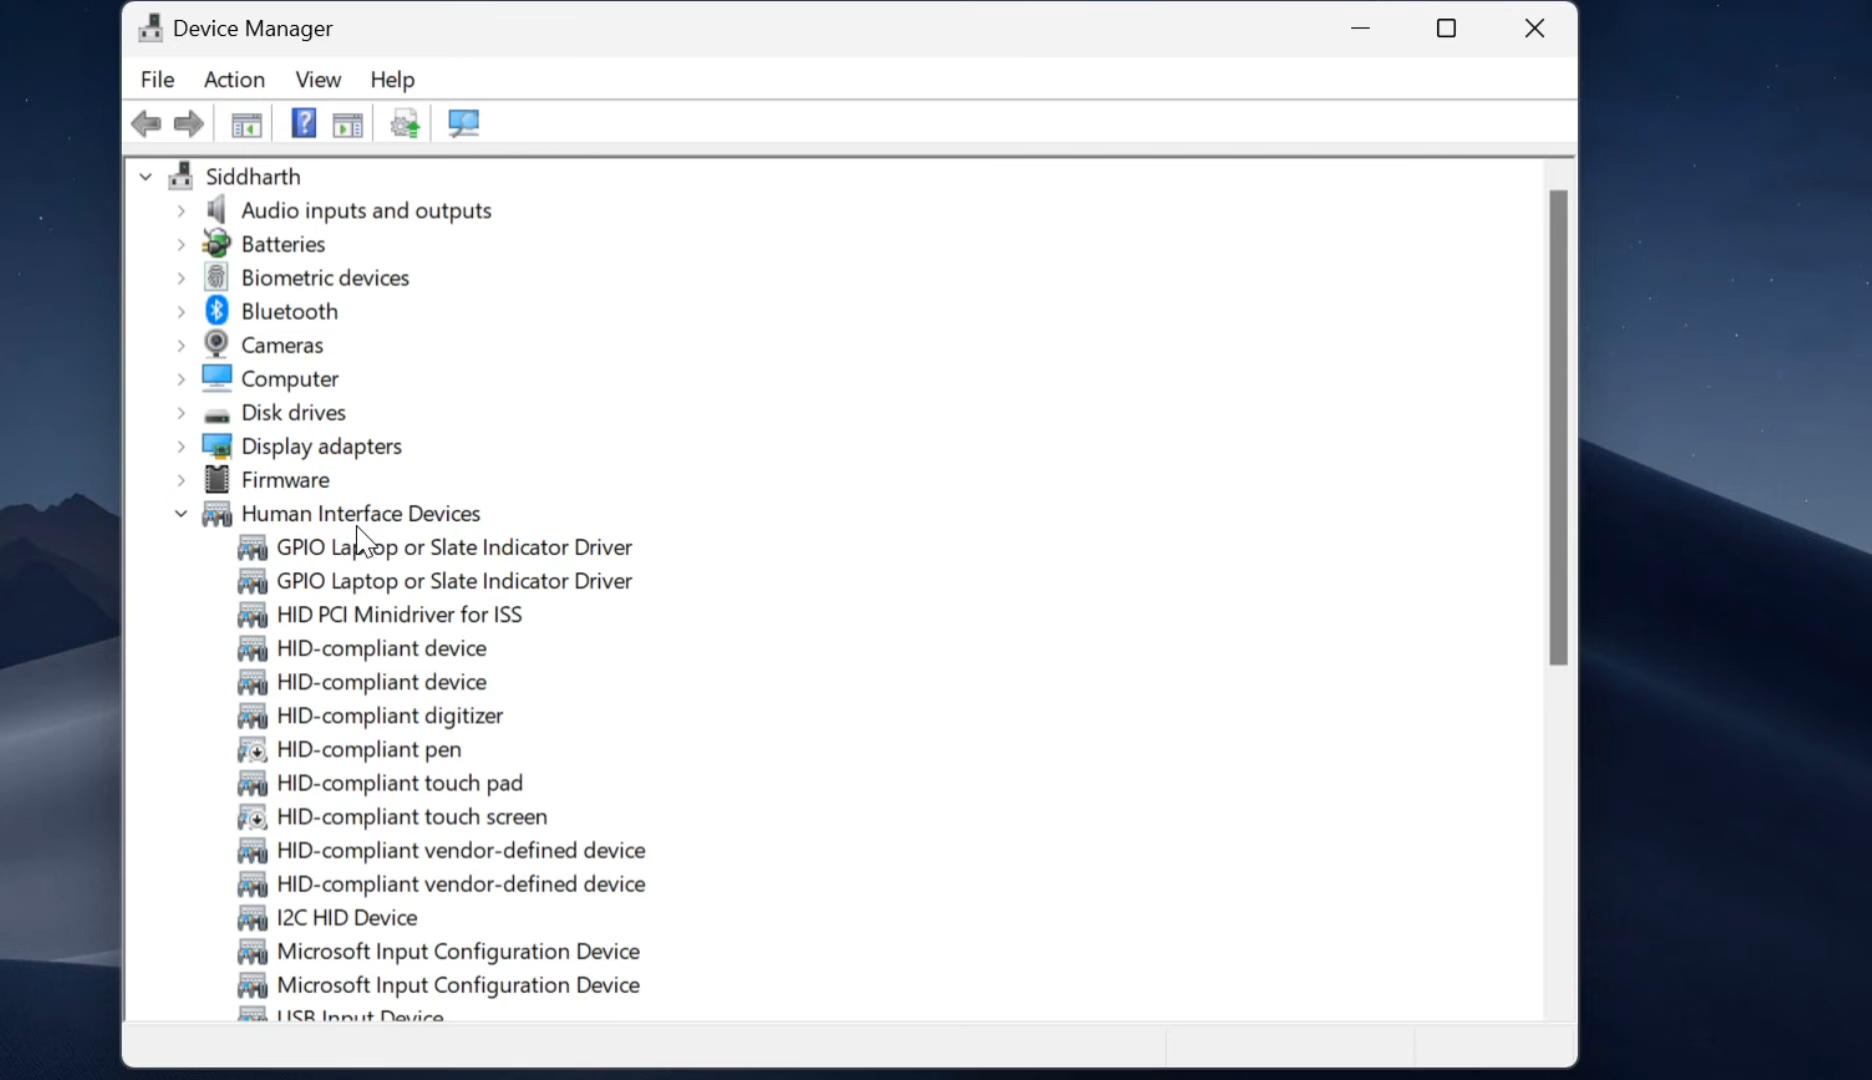 Device Manager
File Action View Help
Siddharth
Audio inputs and outputs
Batteries
Biometric devices
Bluetooth
Cameras
Computer
Disk drives
Display adapters
Firmware
Human Interface Devices
GPIO Laptop or Slate Indicator Driver
GPIO Laptop or Slate Indicator Driver
HID PCI Minidriver for ISS
HID-compliant device
HID-compliant device
HID-compliant digitizer
HID-compliant pen
HID-compliant touch pad
HID-compliant touch screen
HID-compliant vendor-defined device
HID-compliant vendor-defined device
I2C HID Device
Microsoft Input Configuration Device
Microsoft Input Configuration Device
USB Input Device